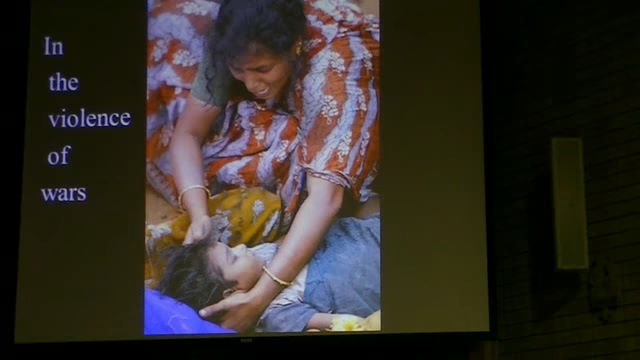 In
the
violence
of
wars